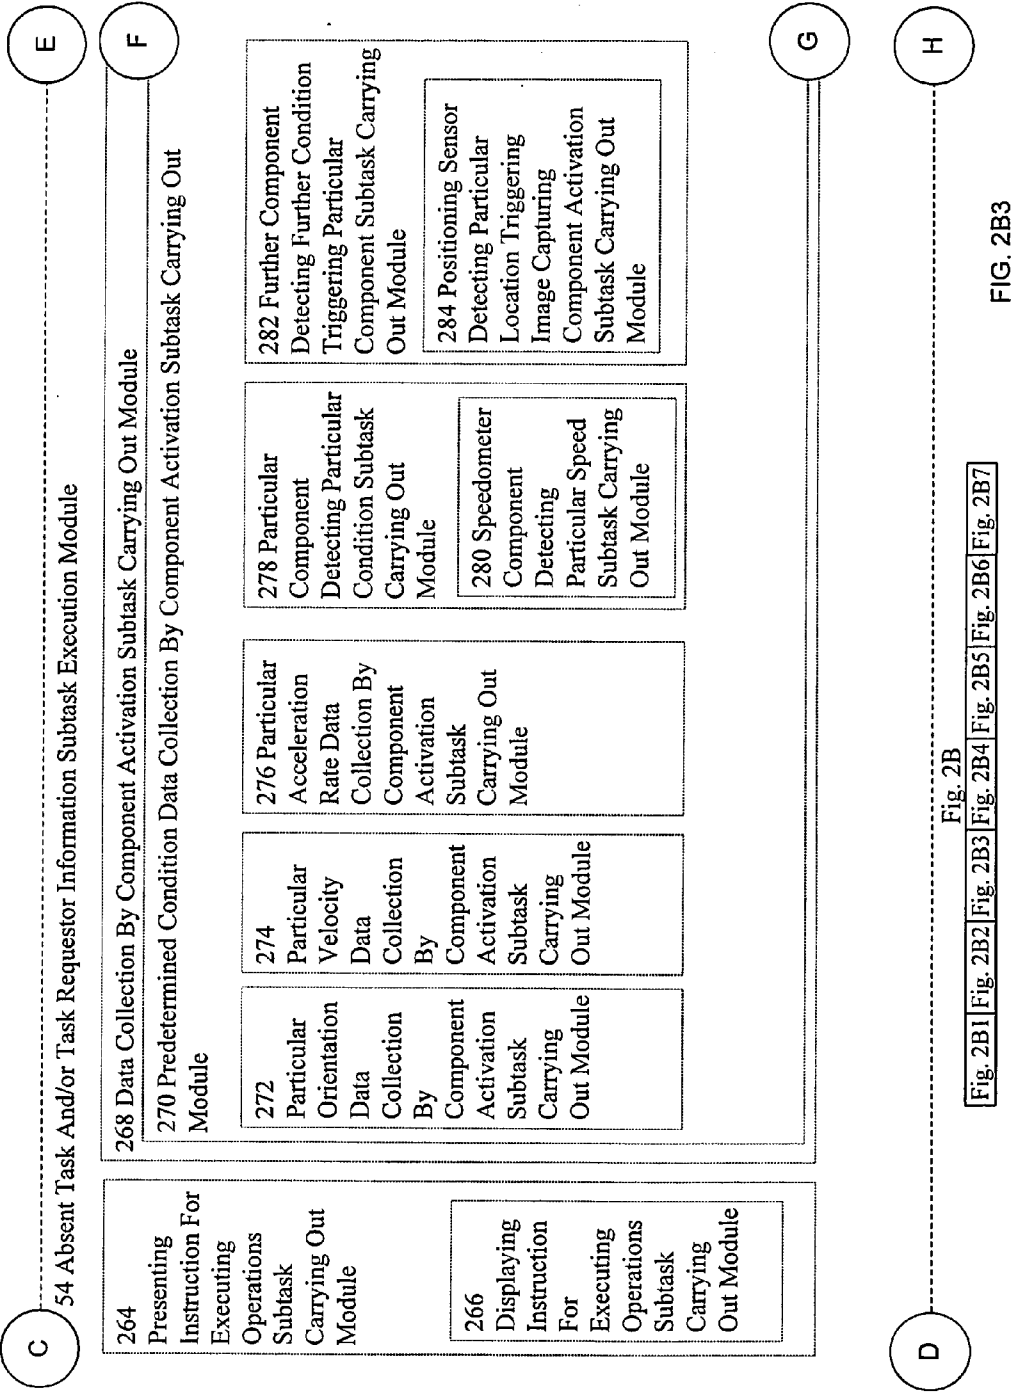 C
E
54 Absent Task And/or Task Requestor Information Subtask Execution Module
F
264
Presenting
Instruction For
Executing
Operations
Subtask
Carrying Out
Module
266
Displaying
Instruction
For
Executing
Operations
Subtask
Carrying
Out Module
268 Data Collection By Component Activation Subtask Carrying Out Module
270 Predetermined Condition Data Collection By Component Activation Subtask Carrying Out
Module
272
Particular
Orientation
Data
Collection
By
Component
Activation
Subtask
Carrying
Out Module
274
Particular
Velocity
Data
Collection
By
Component
Activation
Subtask
Carrying
Out Module
276 Particular
Acceleration
Rate Data
Collection By
Component
Activation
Subtask
Carrying Out
Module
278 Particular
Component
Detecting Particular
Condition Subtask
Carrying Out
Module
280 Speedometer
Component
Detecting
Particular Speed
Subtask Carrying
Out Module
282 Further Component
Detecting Further Condition
Triggering Particular
Component Subtask Carrying
Out Module
284 Positioning Sensor
Detecting Particular
Location Triggering
Image Capturing
Component Activation
Subtask Carrying Out
Module
G
D
H
Fig. 2B
Fig. 2B1 Fig. 2B2 Fig. 2B3 Fig. 2B4 Fig. 2B5 Fig. 2B6 Fig. 2B7
FIG. 2B3